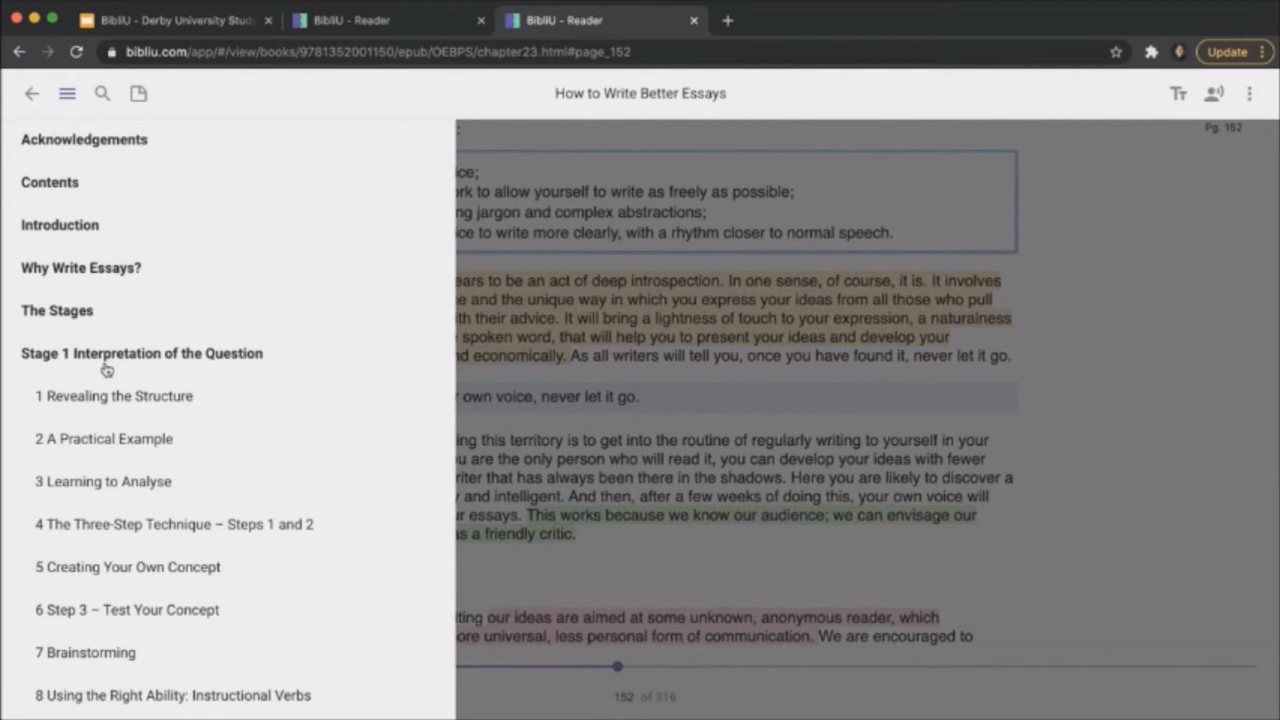 BibliU - Derby University Stud
BibliU - Reader
BibliU - Reader
bibliu.com/app/#/view/books/9781352001150/epub/OEBPS/chapter23.html#page_152
Update
How to Write Better Essays
Acknowledgements
Contents
Introduction
Why Write Essays?
The Stages
Stage 1 Interpretation of the Question
1 Revealing the Structure
2 A Practical Example
3 Learning to Analyse
4 The Three-Step Technique – Steps 1 and 2
5 Creating Your Own Concept
6 Step 3 – Test Your Concept
7 Brainstorming
8 Using the Right Ability: Instructional Verbs
Pg. 152
ice;
ork to allow yourself to write as freely as possible;
ng jargon and complex abstractions;
ice to write more clearly, with a rhythm closer to normal speech.
ears to be an act of deep introspection. In one sense, of course, it is. It involves
e and the unique way in which you express your ideas from all those who pull
th their advice. It will bring a lightness of touch to your expression, a naturalness
spoken word, that will help you to present your ideas and develop your
nd economically. As all writers will tell you, once you have found it, never let it go.
own voice, never let it go.
ing this territory is to get into the routine of regularly writing to yourself in your
u are the only person who will read it, you can develop your ideas with fewer
riter that has always been there in the shadows. Here you are likely to discover a
y and intelligent. And then, after a few weeks of doing this, your own voice will
r essays. This works because we know our audience; we can envisage our
as a friendly critic.
iting our ideas are aimed at some unknown, anonymous reader, which
ore universal, less personal form of communication. We are encouraged to
152 of 316